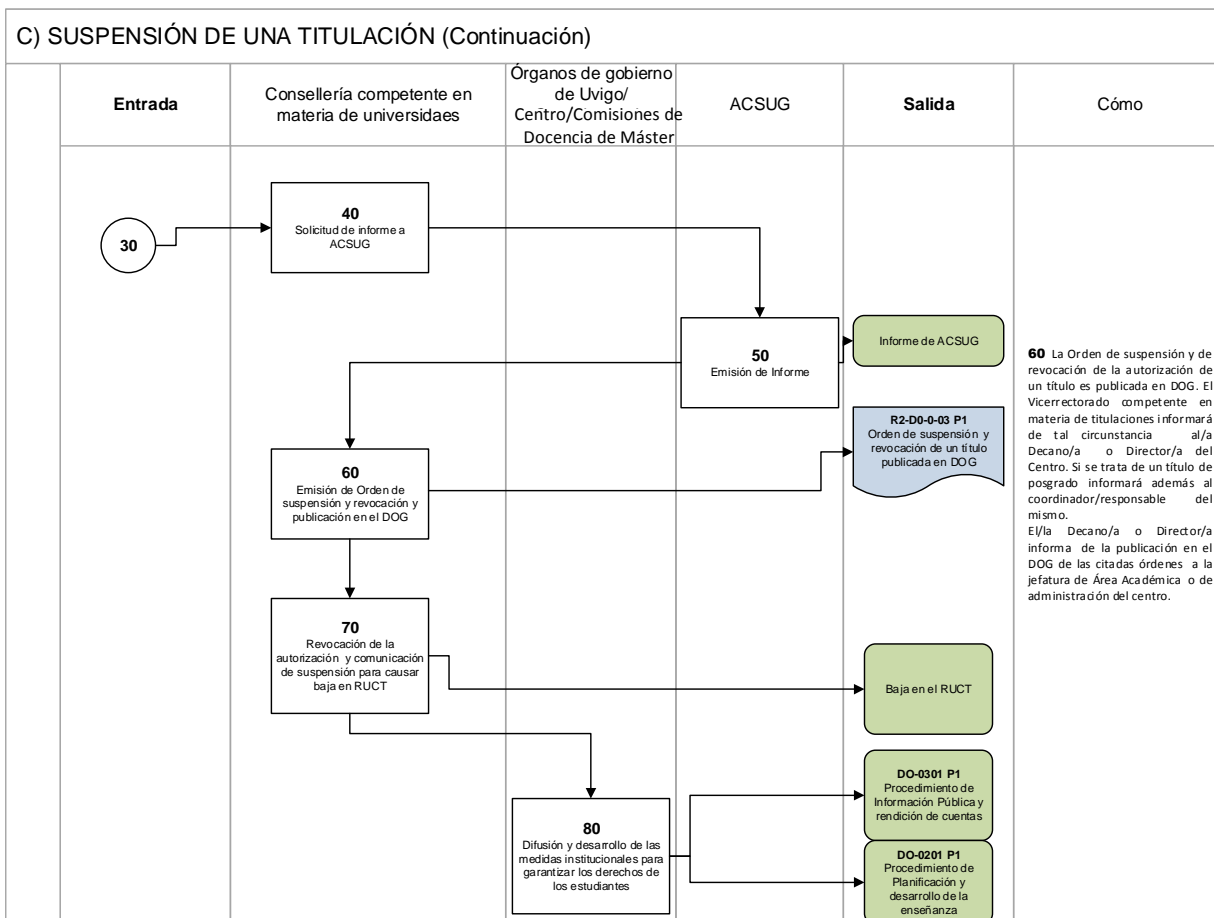 C) SUSPENSIÓN DE UNA TITULACIÓN (Continuación)
Entrada
Consellería competente en
materia de universidaes
Órganos de gobierno
de Uvigo/
Centro/Comisiones de
Docencia de Máster
ACSUG
Salida
Cómo
30
40
Solicitud de informe a
ACSUG
50
Emisión de Informe
Informe de ACSUG
R2-D0-0-03 P1
Orden de suspensión y
revocación de un título
publicada en DOG
60
Emisión de Orden de
suspensión y revocación y
publicación en el DOG
60 La Orden de suspensión y de
revocación de la autorización de
un título es publicada en DOG. El
Vicerrectorado competente en
materia de titulaciones informará
de tal circunstancia al/a
Decano/a o Director/a del
Centro. Si se trata de un título de
posgrado informará además al
coordinador/responsable del
mismo.
El/la Decano/a o Director/a
informa de la publicación en el
DOG de las citadas órdenes a la
jefatura de Área Académica o de
administración del centro.
70
Revocación de la
autorización y comunicación
de suspensión para causar
baja en RUCT
Baja en el RUCT
80
Difusión y desarrollo de las
medidas institucionales para
garantizar los derechos de
los estudiantes
DO-0301 P1
Procedimiento de
Información Pública y
rendición de cuentas
DO-0201 P1
Procedimiento de
Planificación y
desarrollo de la
enseñanza